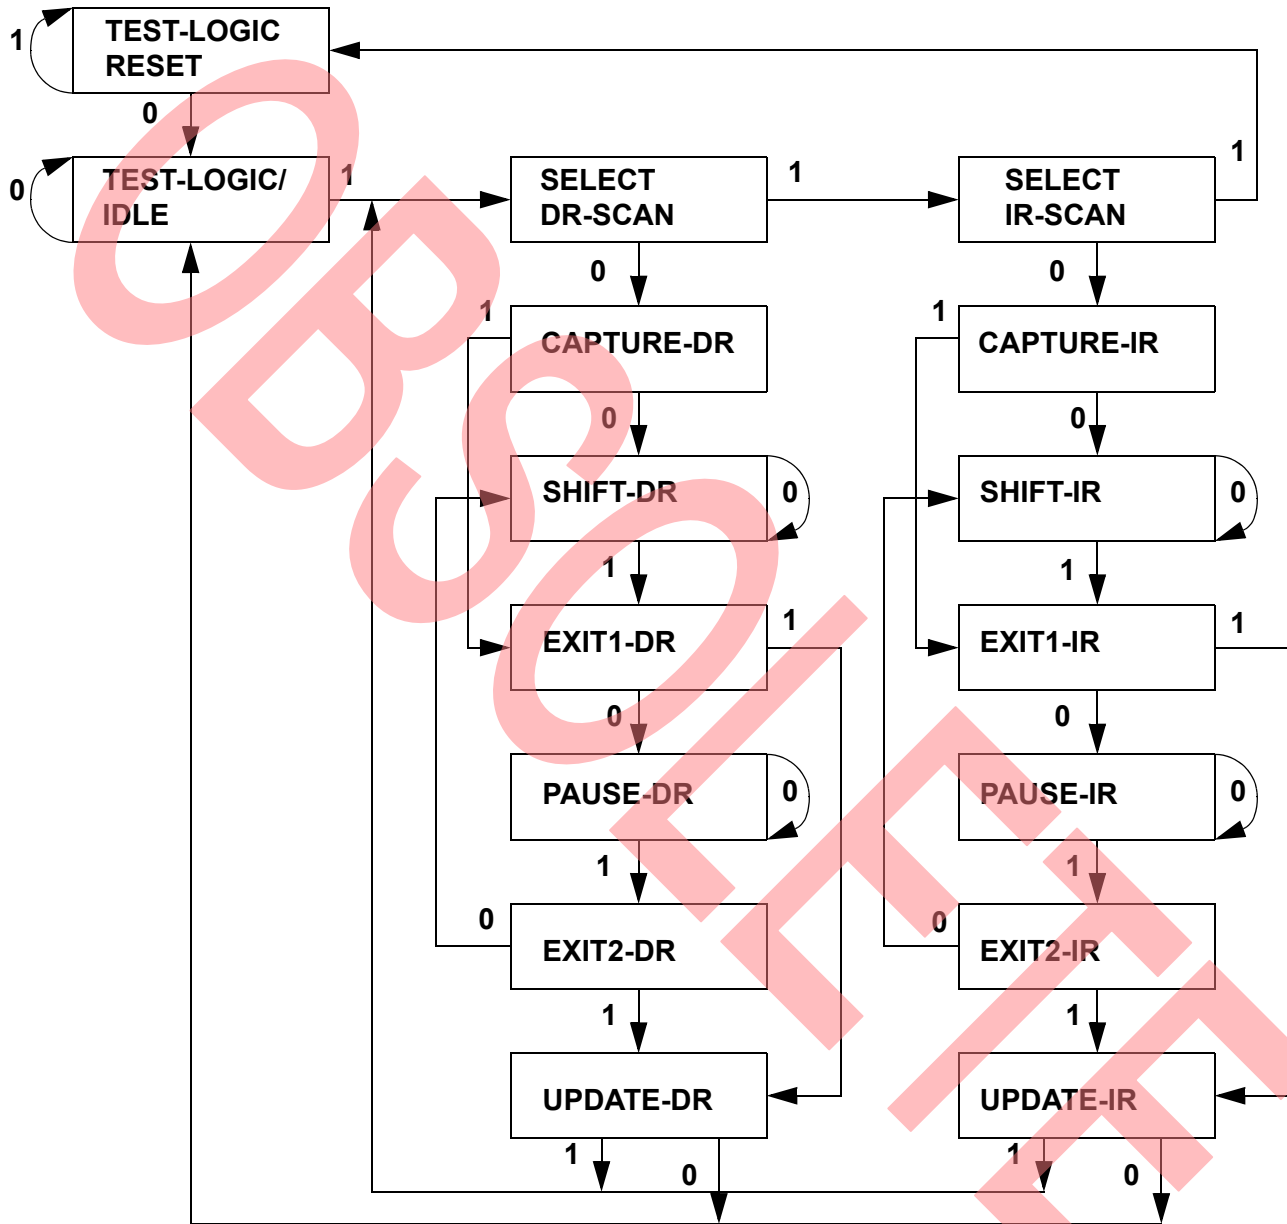 TEST-LOGIC
RESET
1
0
TEST-LOGIC/
IDLE
0
1
SELECT
DR-SCAN
1
SELECT
IR-SCAN
1
0
0
1
CAPTURE-DR
1
CAPTURE-IR
0
0
SHIFT-DR
0
SHIFT-IR
0
1
1
EXIT1-DR
1
EXIT1-IR
1
0
0
PAUSE-DR
0
PAUSE-IR
0
1
1
0
EXIT2-DR
0
EXIT2-IR
1
1
UPDATE-DR
UPDATE-IR
1
0
1
0
OBSOLETE